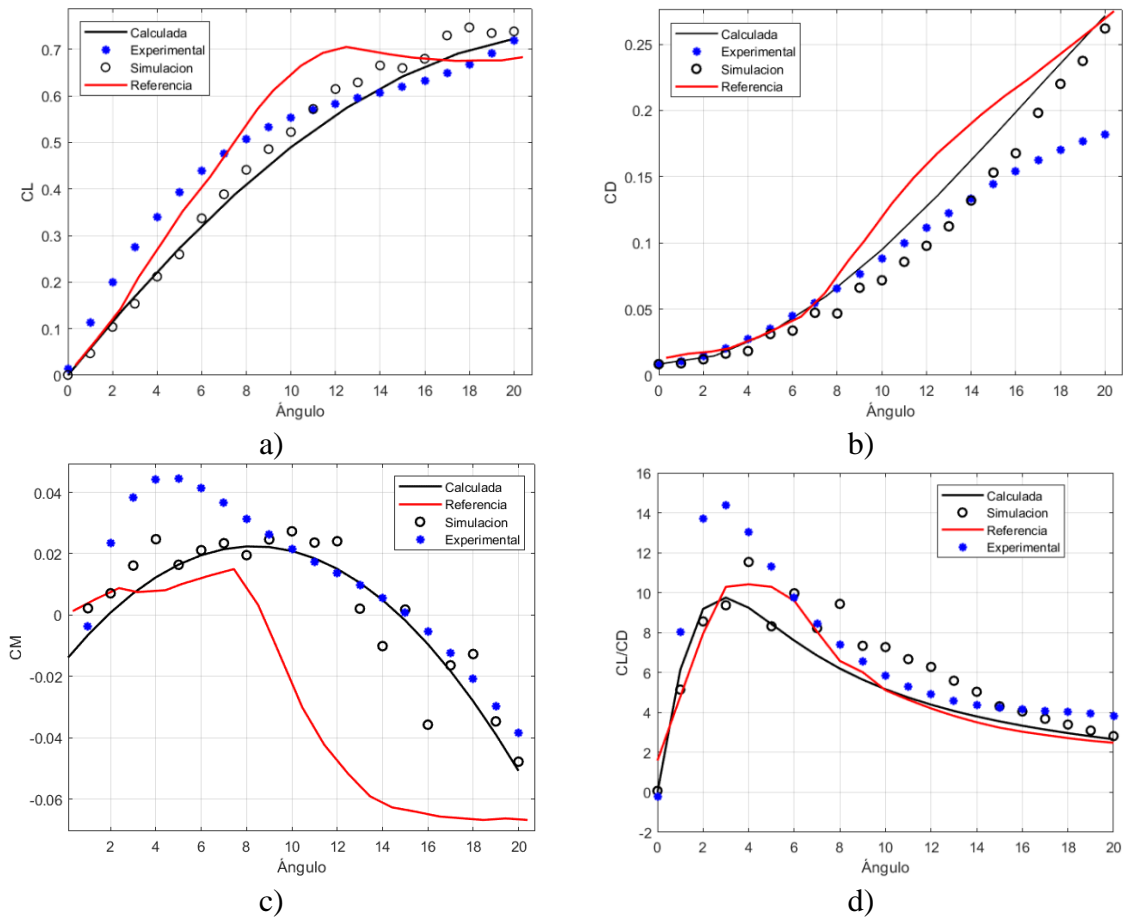 Calculada
Experimental
Simulacion
Referencia
0.7
0.6
0.5
0.4
0.3
0.2
0.1
0
CL
0 2 4 6 8 10 12 14 16 18 20
Ángulo
a)
Calculada
Experimental
Simulacion
Referencia
0.25
0.2
0.15
0.1
0.05
0
CD
0 2 4 6 8 10 12 14 16 18 20
Ángulo
b)
Calculada
Referencia
Simulacion
Experimental
0.04
0.02
0
-0.02
-0.04
-0.06
CM
2 4 6 8 10 12 14 16 18 20
Ángulo
c)
Calculada
Simulacion
Referencia
Experimental
16
14
12
10
8
6
4
2
0
-2
CL/CD
0 2 4 6 8 10 12 14 16 18 20
Ángulo
d)